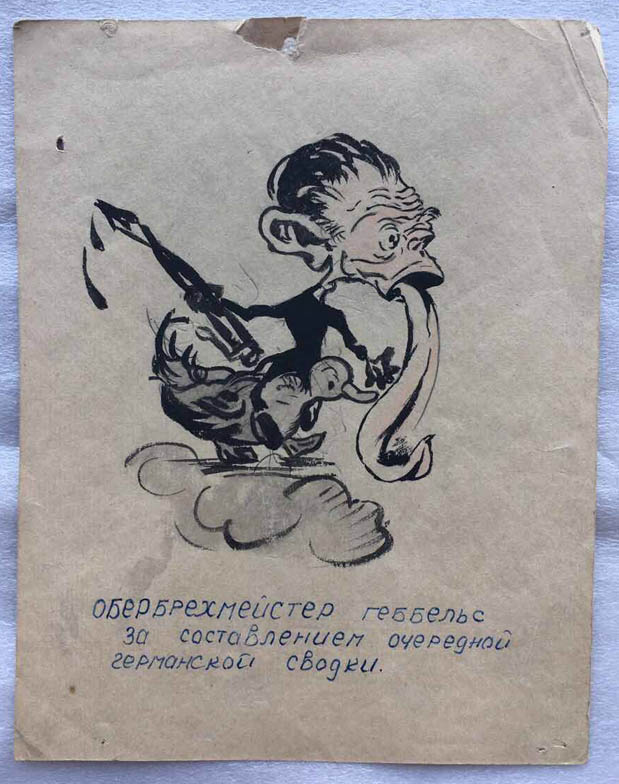 ОБЕРБРЕХМЕЙСТЕР ГЕББЕЛЬС
ЗА СОСТАВЛЕНИЕМ ОЧЕРЕДНОЙ
ГЕРМАНСКОЙ СВОДКИ.